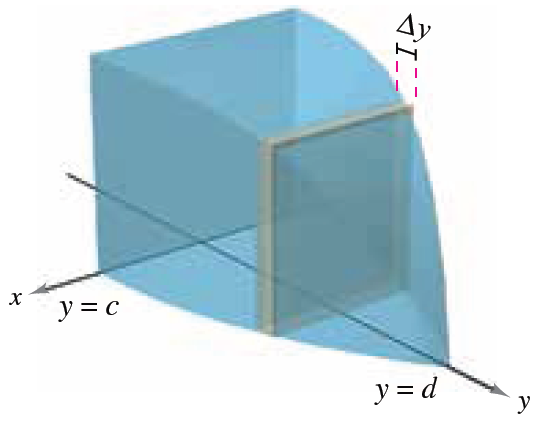 Δy
x
y = c
y = d
y